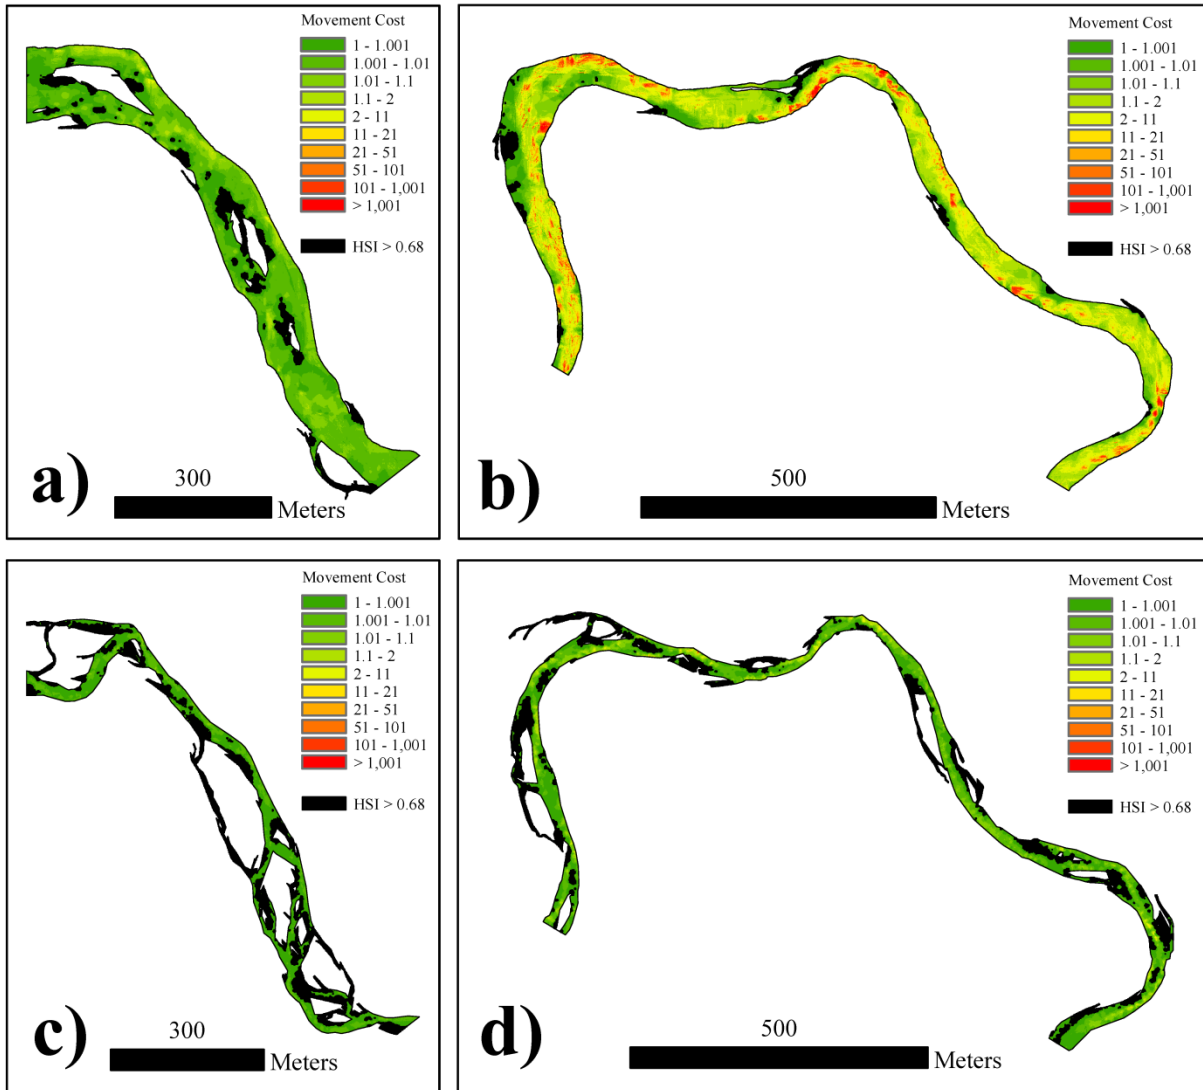 Movement Cost
1 - 1.001
1.001 - 1.01
1.01 - 1.1
1.1 - 2
2 - 11
11 - 21
21 - 51
51 - 101
101 - 1,001
> 1,001
HSI > 0.68
a)
300
Meters
Movement Cost
1 - 1.001
1.001 - 1.01
1.01 - 1.1
1.1 - 2
2 - 11
11 - 21
21 - 51
51 - 101
101 - 1,001
> 1,001
HSI > 0.68
b)
500
Meters
Movement Cost
1 - 1.001
1.001 - 1.01
1.01 - 1.1
1.1 - 2
2 - 11
11 - 21
21 - 51
51 - 101
101 - 1,001
> 1,001
HSI > 0.68
c)
300
Meters
Movement Cost
1 - 1.001
1.001 - 1.01
1.01 - 1.1
1.1 - 2
2 - 11
11 - 21
21 - 51
51 - 101
101 - 1,001
> 1,001
HSI > 0.68
d)
500
Meters